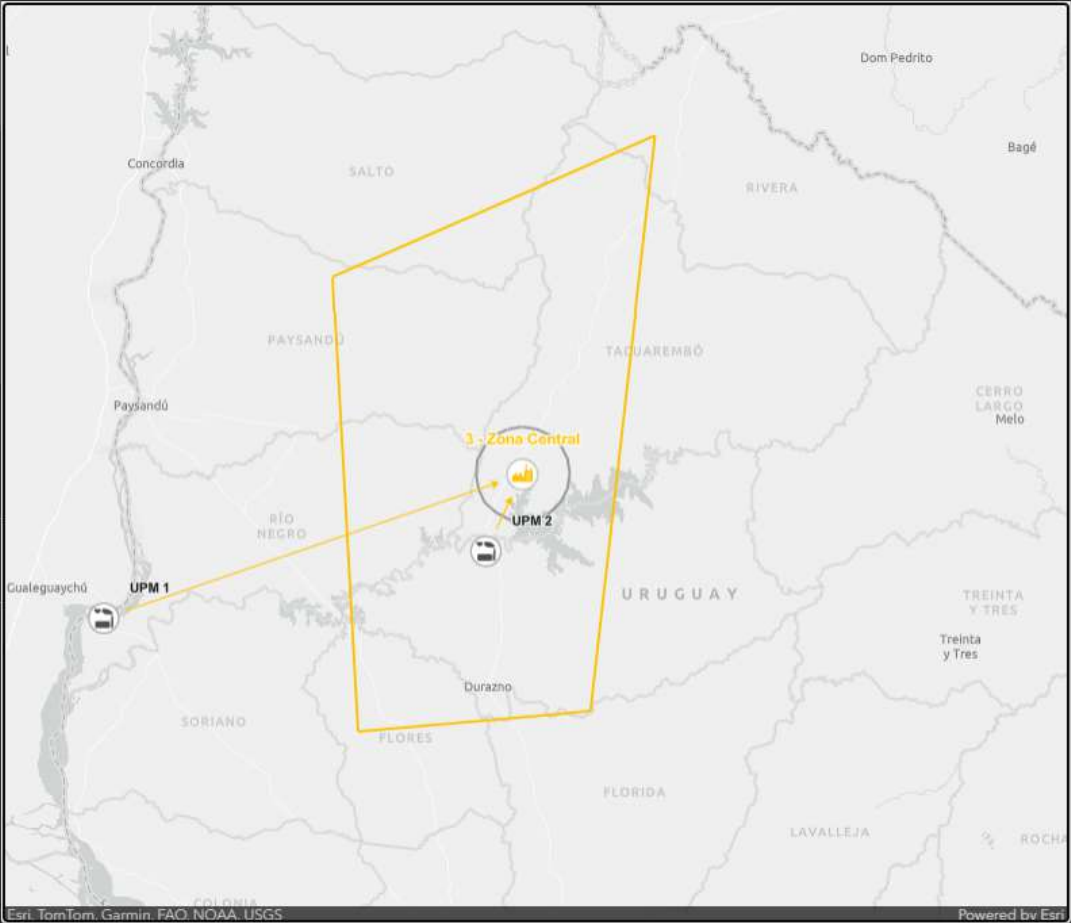 Dom Pedrito
Bagé
Concordia
SALTO
RIVERA
PAYSANDÚ
TACUAREMBÓ
CERRO
LARGO
Melo
Paysandú
3 - Zona Central
RÍO
NEGRO
UPM 2
Gualeguaychú
UPM 1
URUGUAY
TREINTA
Y TRES
Treinta
y Tres
Durazno
SORIANO
FLORES
FLORIDA
LAVALLEJA
ROCHA
COLONIA
Esri, TomTom, Garmin, FAO, NOAA, USGS
Powered by Esri